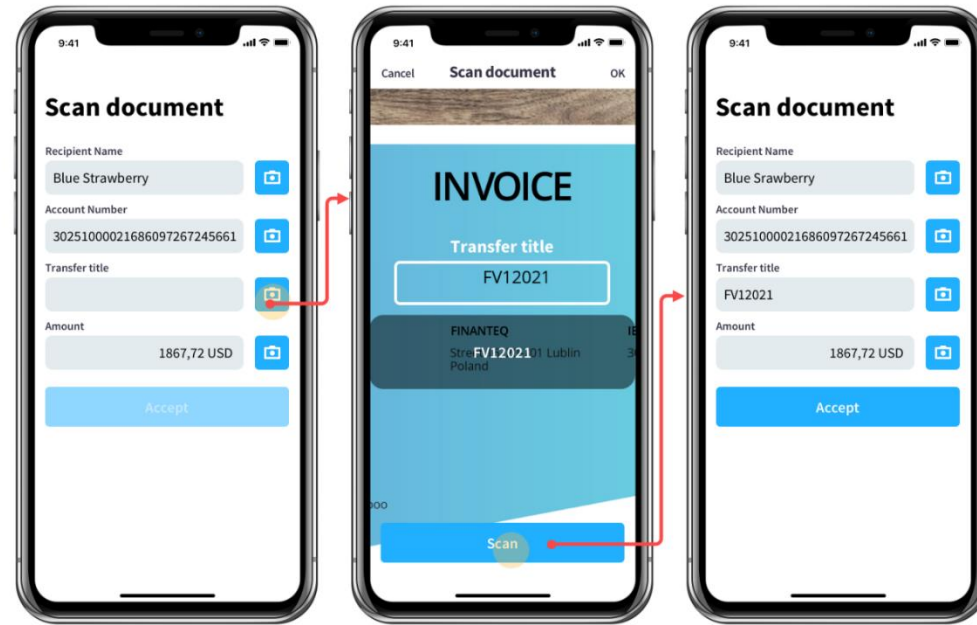 9:41
Scan document
Recipient Name
Blue Strawberry
Account Number
30251000021686097267245661
Transfer title
Amount
1867,72 USD
Accept
9:41
Cancel Scan document OK
INVOICE
Transfer title
FV12021
FINANTEQ
FV12021
01 Lublin
Poland
Scan
9:41
Scan document
Recipient Name
Blue Srawberry
Account Number
30251000021686097267245661
Transfer title
FV12021
Amount
1867,72 USD
Accept